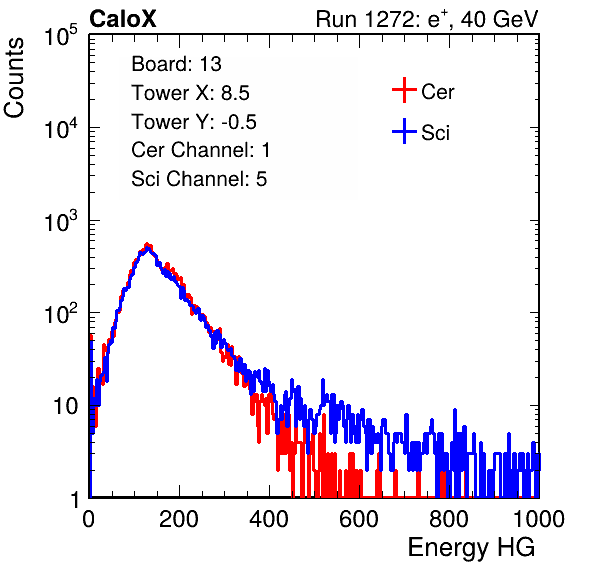 CaloX Run 1272: e⁺, 40 GeV
Counts
Board: 13
Tower X: 8.5
Tower Y: -0.5
Cer Channel: 1
Sci Channel: 5
Cer
Sci
10⁵
10⁴
10³
10²
10
1
0 200 400 600 800 1000
Energy HG